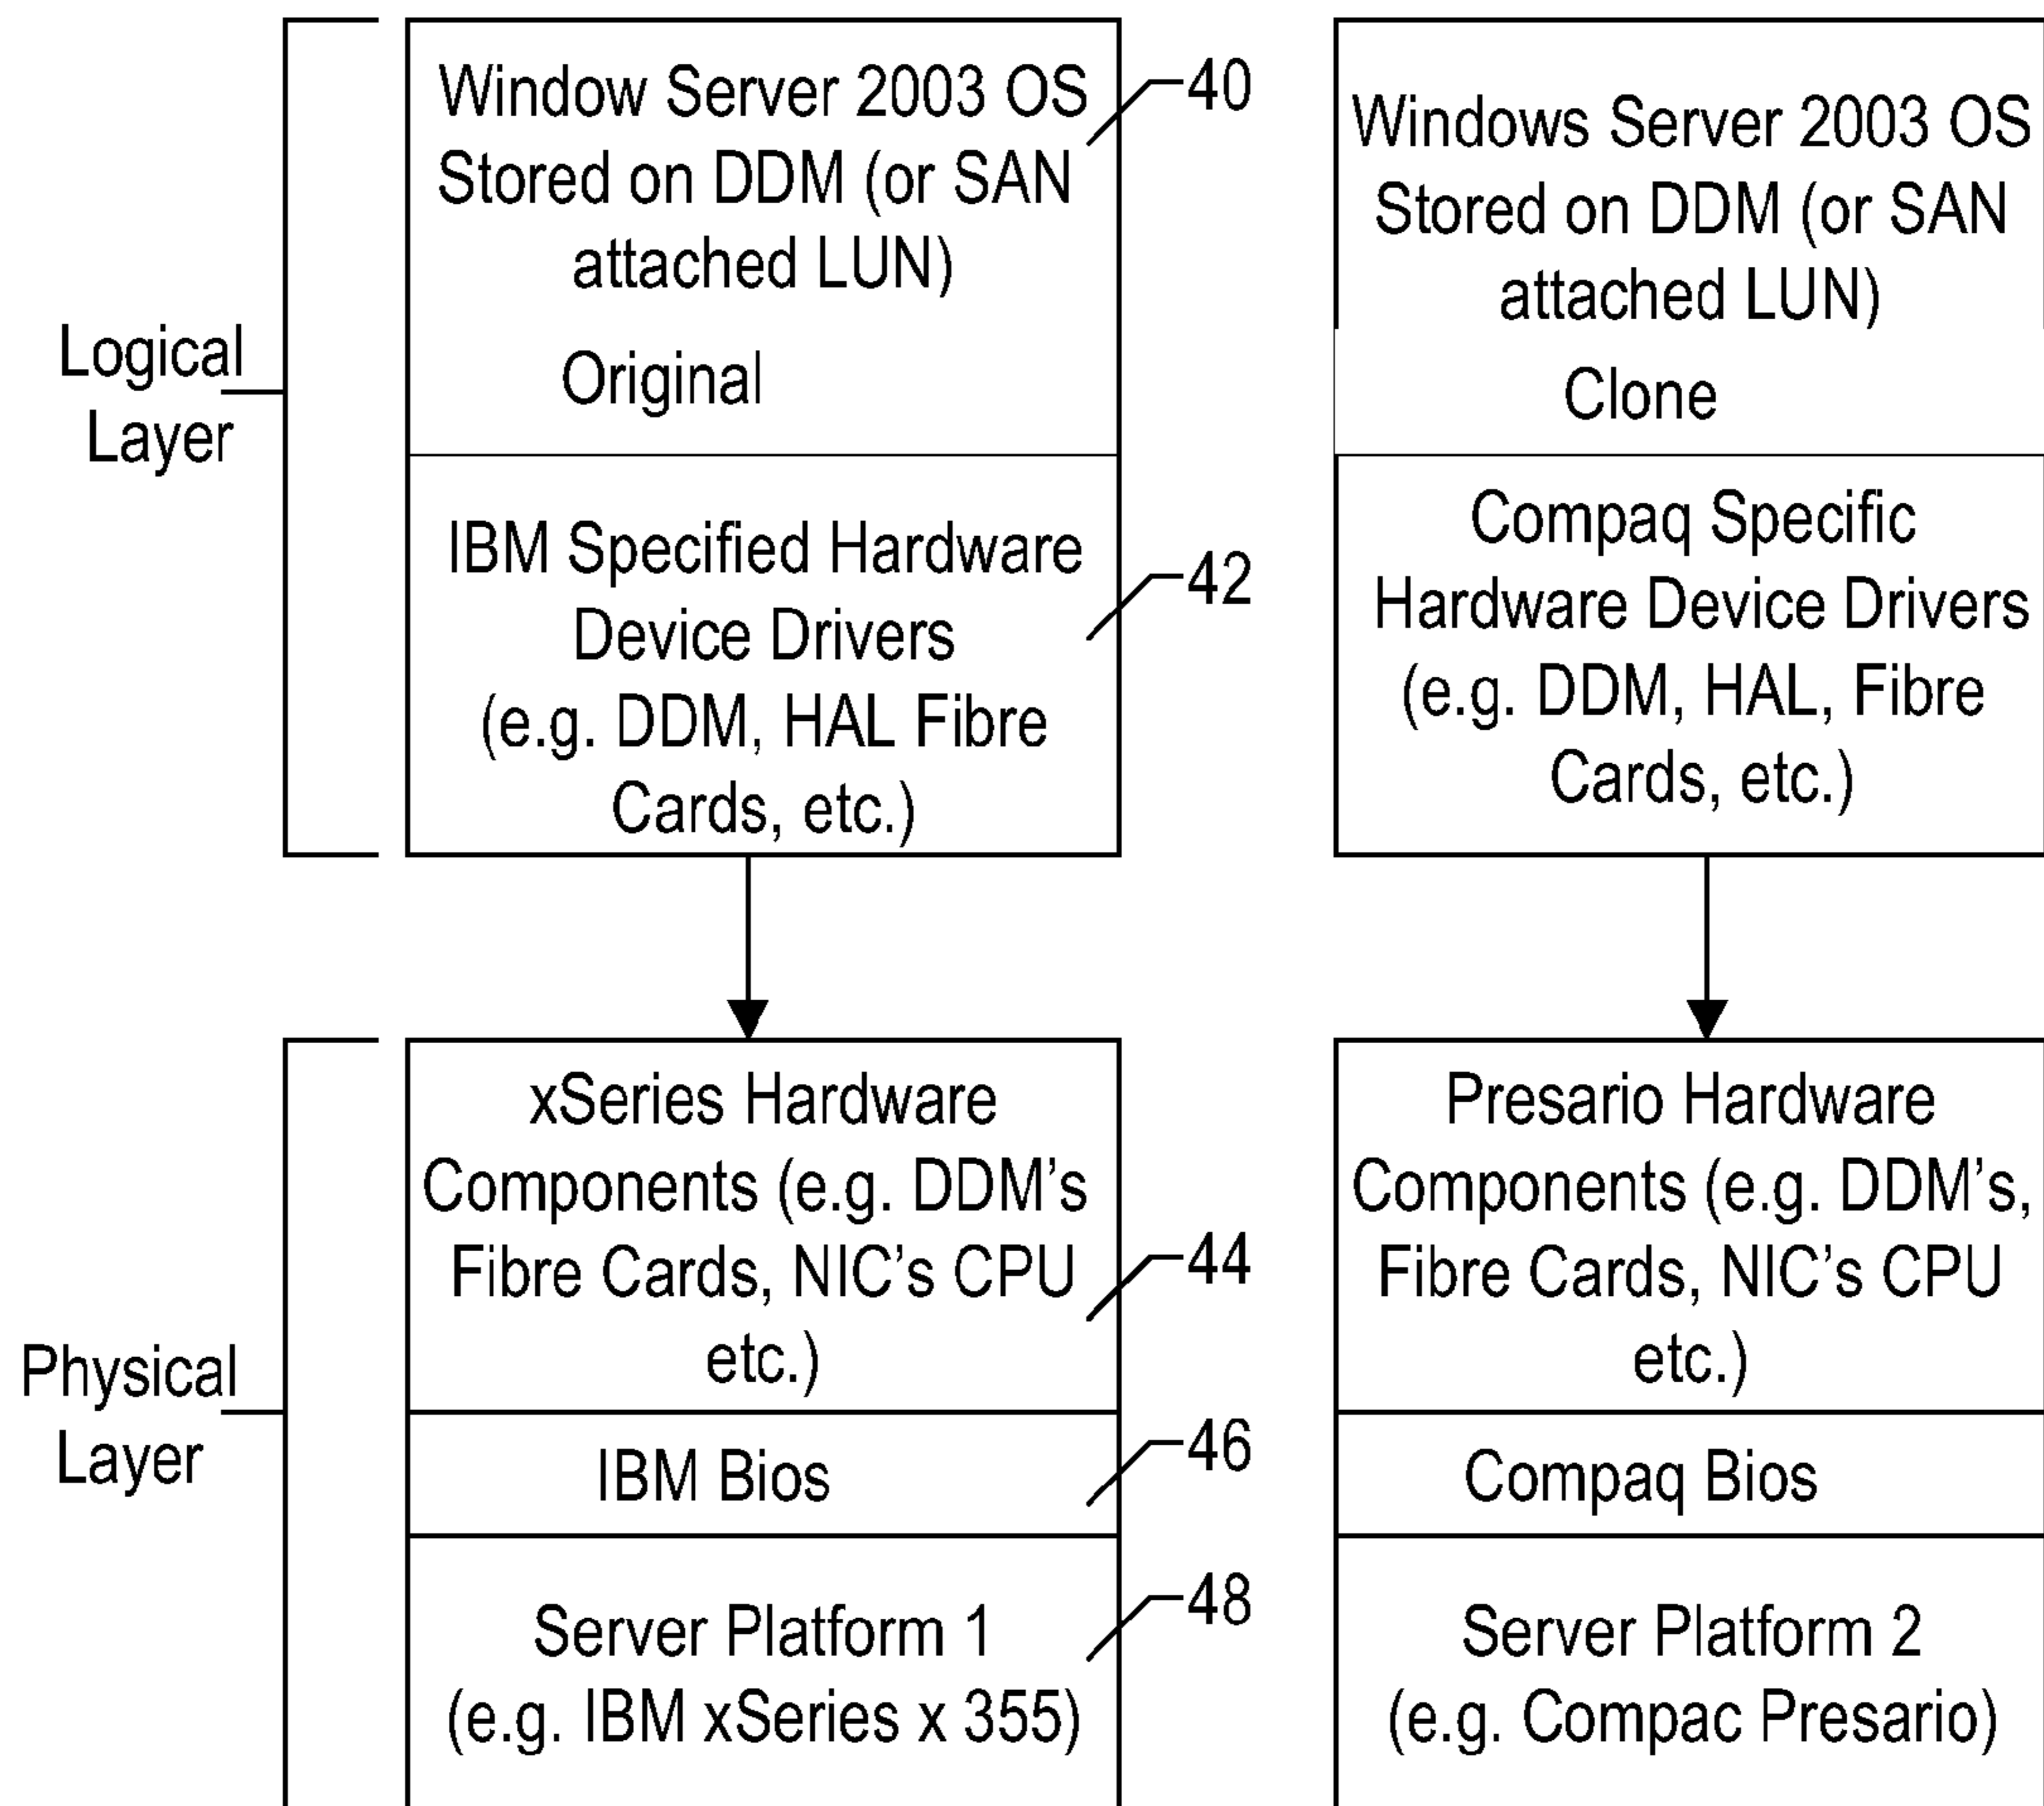 Logical
Layer
Window Server 2003 OS
Stored on DDM (or SAN
attached LUN)
Original
40
IBM Specified Hardware
Device Drivers
(e.g. DDM, HAL Fibre
Cards, etc.)
42
Windows Server 2003 OS
Stored on DDM (or SAN
attached LUN)
Clone
Compaq Specific
Hardware Device Drivers
(e.g. DDM, HAL, Fibre
Cards, etc.)
Physical
Layer
xSeries Hardware
Components (e.g. DDM's
Fibre Cards, NIC's CPU
etc.)
44
IBM Bios
46
Server Platform 1
(e.g. IBM xSeries x 355)
48
Presario Hardware
Components (e.g. DDM's,
Fibre Cards, NIC's CPU
etc.)
Compaq Bios
Server Platform 2
(e.g. Compac Presario)